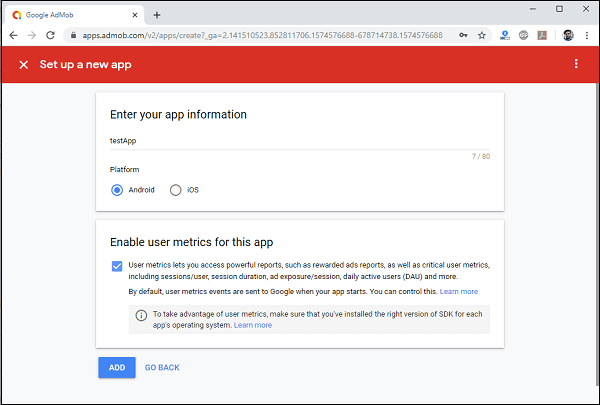 Google AdMob
apps.admob.com/v2/apps/create?_ga=2.141510523.852811706.1574576688-678714738.1574576688
Set up a new app
Enter your app information
testApp
7 / 80
Platform
Android iOS
Enable user metrics for this app
User metrics lets you access powerful reports, such as rewarded ads reports, as well as critical user metrics,
including sessions/user, session duration, ad exposure/session, daily active users (DAU) and more.
By default, user metrics events are sent to Google when your app starts. You can control this. Learn more
To take advantage of user metrics, make sure that you've installed the right version of SDK for each
app's operating system. Learn more
ADD GO BACK